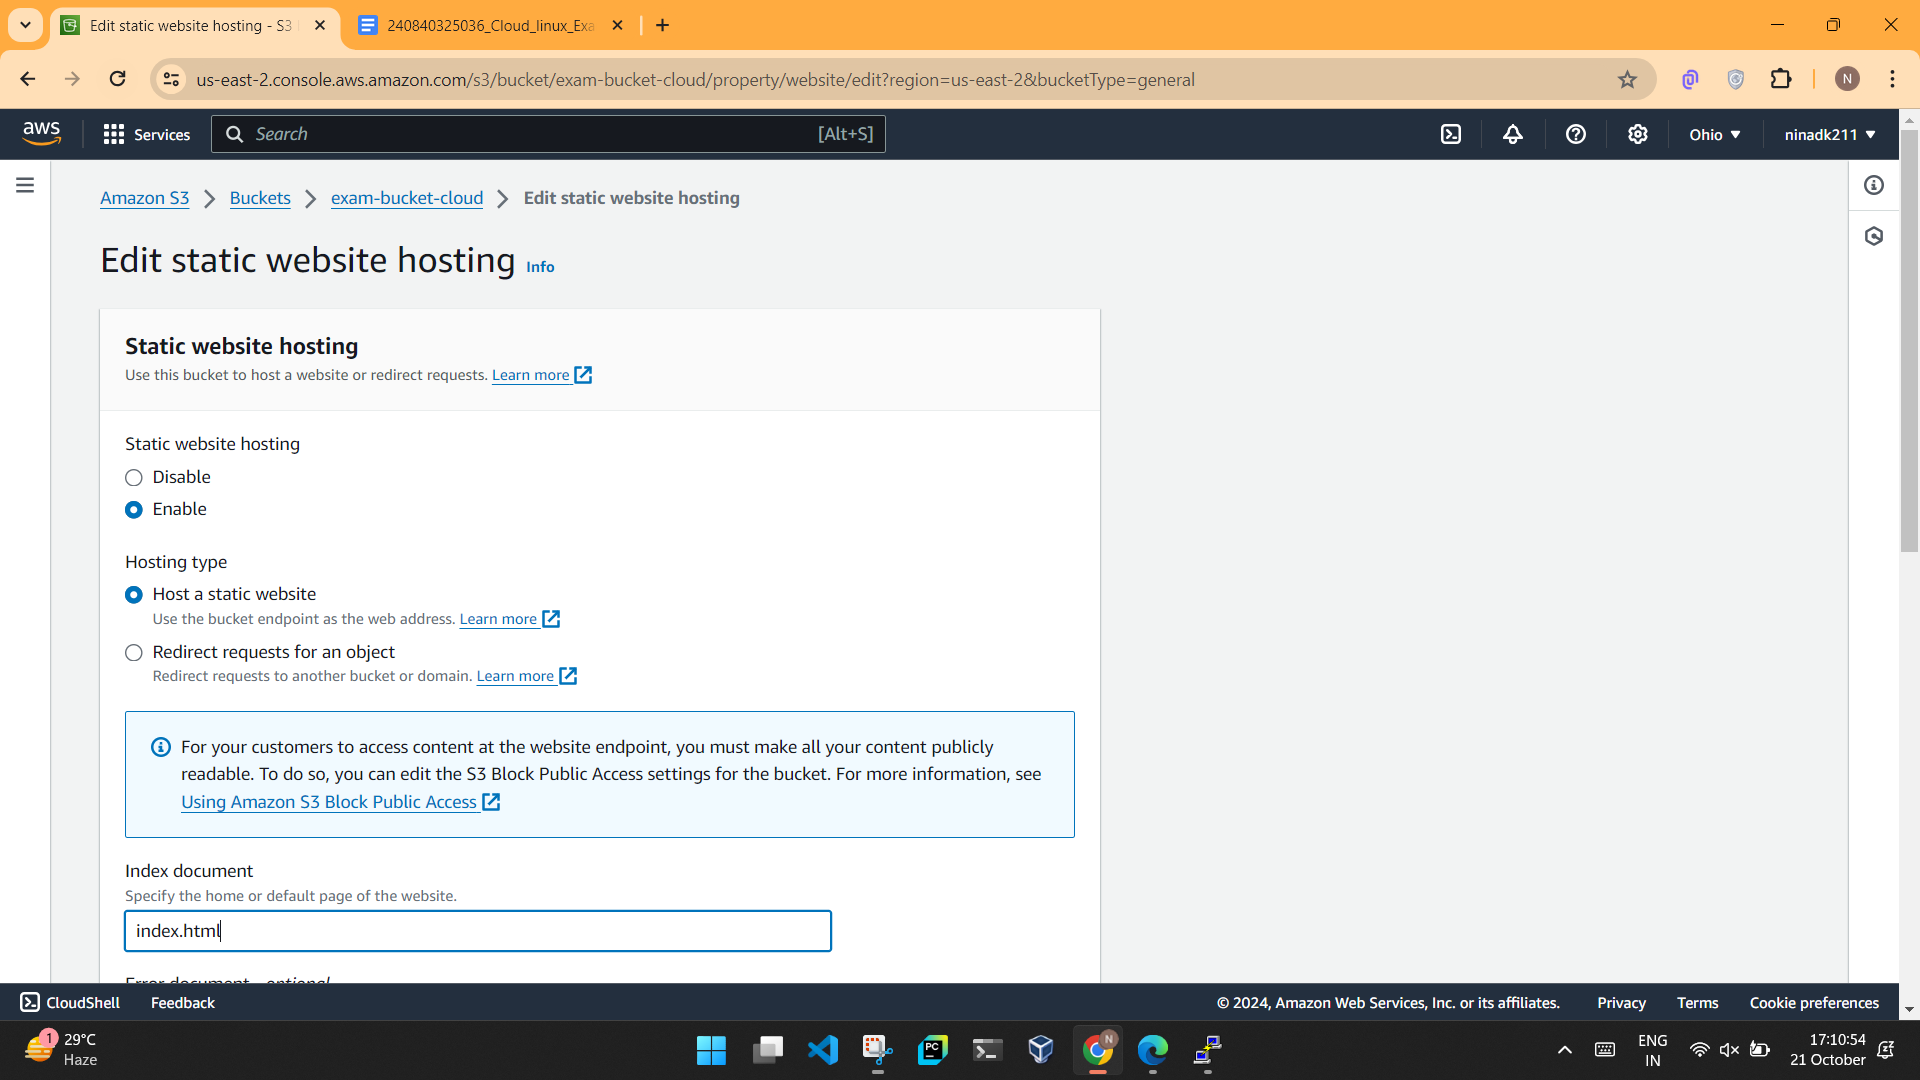 Edit static website hosting - S3
240840325036_Cloud_linux_Exa
us-east-2.console.aws.amazon.com/s3/bucket/exam-bucket-cloud/property/website/edit?region=us-east-2&bucketType=general
N
aws
Services
Search
[Alt+S]
Ohio
ninadk211
Amazon S3
Buckets
exam-bucket-cloud
Edit static website hosting
Edit static website hosting Info
Static website hosting
Use this bucket to host a website or redirect requests. Learn more
Static website hosting
Disable
Enable
Hosting type
Host a static website
Use the bucket endpoint as the web address. Learn more
Redirect requests for an object
Redirect requests to another bucket or domain. Learn more
For your customers to access content at the website endpoint, you must make all your content publicly
readable. To do so, you can edit the S3 Block Public Access settings for the bucket. For more information, see
Using Amazon S3 Block Public Access
Index document
Specify the home or default page of the website.
index.html
Error document - optional
CloudShell
Feedback
© 2024, Amazon Web Services, Inc. or its affiliates.
Privacy
Terms
Cookie preferences
1
29°C
Haze
PC
N
ENG
IN
17:10:54
21 October